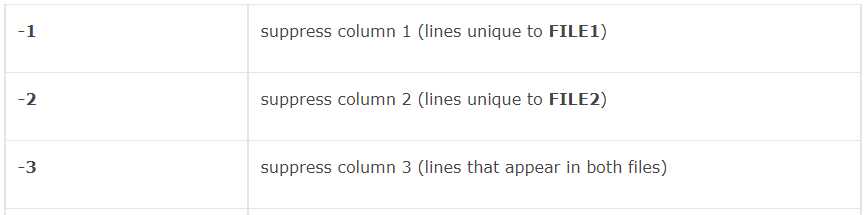 -1 suppress column 1 (lines unique to FILE1)
-2 suppress column 2 (lines unique to FILE2)
-3 suppress column 3 (lines that appear in both files)